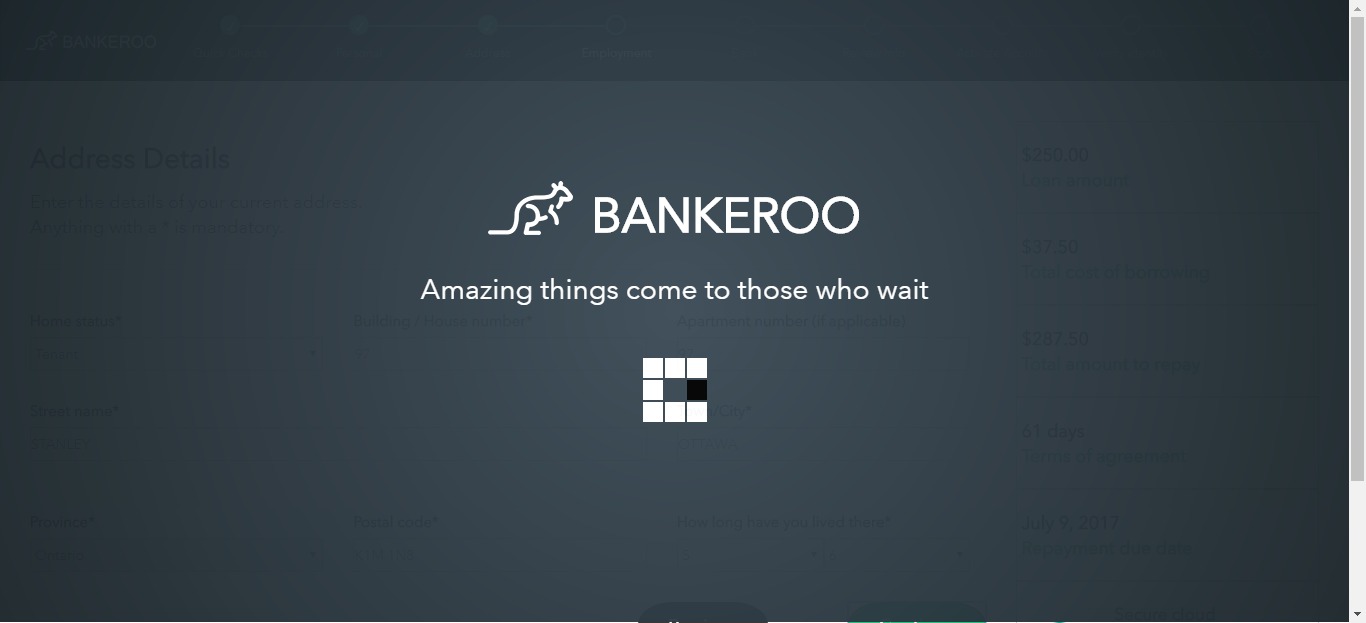 BANKEROO
Employment
Address Details
Enter the details of your current address
Anything with a * is mandatory
$250.00
Loan amount
$37.50
Total cost of borrowing
BANKEROO
Amazing things come to those who wait
Home status*
Building / House number*
Apartment number (if applicable)
Tenant
$287.50
Total amount to repay
Street name*
/City*
61 days
Terms of agreement
Province*
Postal code*
How long have you lived there*
July 9, 2017
Repayment due date
Secure cloud